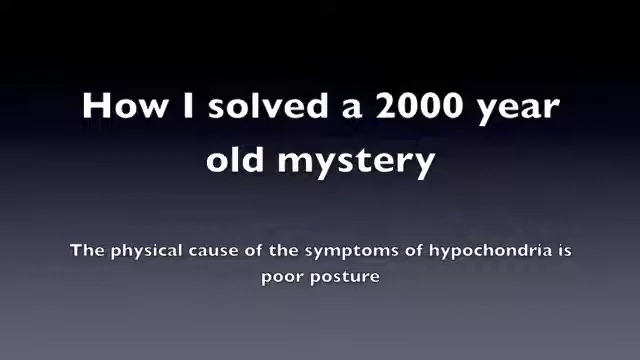 How I solved a 2000 year
old mystery
The physical cause of the symptoms of hypochondria is
poor posture